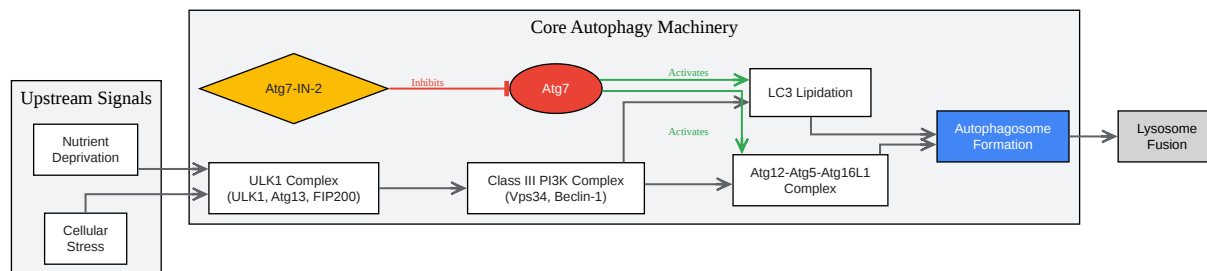 Core Autophagy Machinery
Upstream Signals
Atg7-IN-2
Inhibits
Atg7
Activates
LC3 Lipidation
Activates
Nutrient
Deprivation
Cellular
Stress
ULK1 Complex
(ULK1, Atg13, FIP200)
Class III PI3K Complex
(Vps34, Beclin-1)
Atg12-Atg5-Atg16L1
Complex
Autophagosome
Formation
Lysosome
Fusion